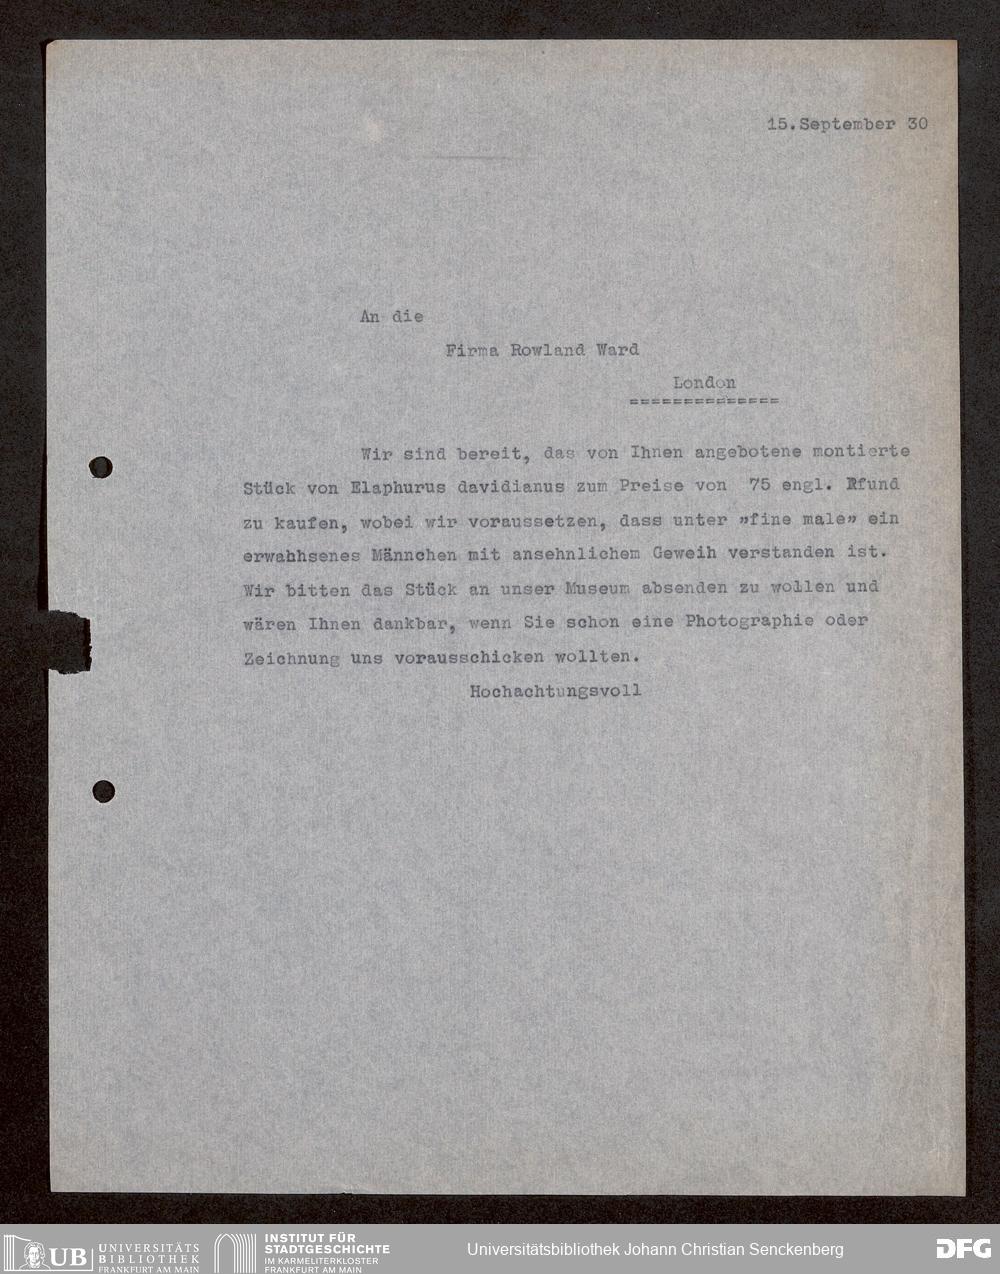 15.September 30
An die
Firma Rowland Ward
London
==============
Wir sind bereit, das von Ihnen angebotene montierte
Stück von Elaphurus davidianus zum Preise von  75 engl. Pfund
zu kaufen, wobei wir voraussetzen, dass unter "fine male" ein
erwahhsenes Männchen mit ansehnlichem Geweih verstanden ist.
Wir bitten das Stück an unser Museum absenden zu wollen und
wären Ihnen dankbar, wenn Sie schon eine Photographie oder
Zeichnung uns vorausschicken wollten.
Hochachtungsvoll
UB UNIVERSITÄTS
BIBLIOTHEK
FRANKFURT AM MAIN
INSTITUT FÜR
STADTGESCHICHTE
IM KARMELITERKLOSTER
FRANKFURT AM MAIN
Universitätsbibliothek Johann Christian Senckenberg
DFG